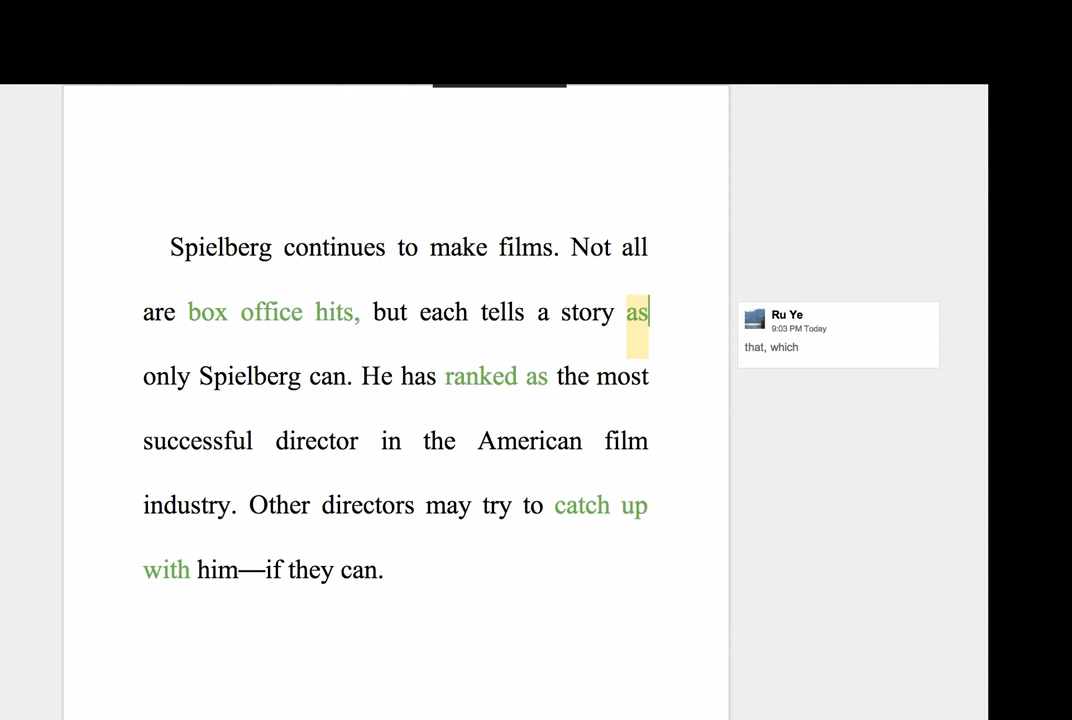 Spielberg continues to make films. Not all
are box office hits, but each tells a story as
only Spielberg can. He has ranked as the most
successful director in the American film
industry. Other directors may try to catch up
with him—if they can.
Ru Ye
9:03 PM Today
that, which